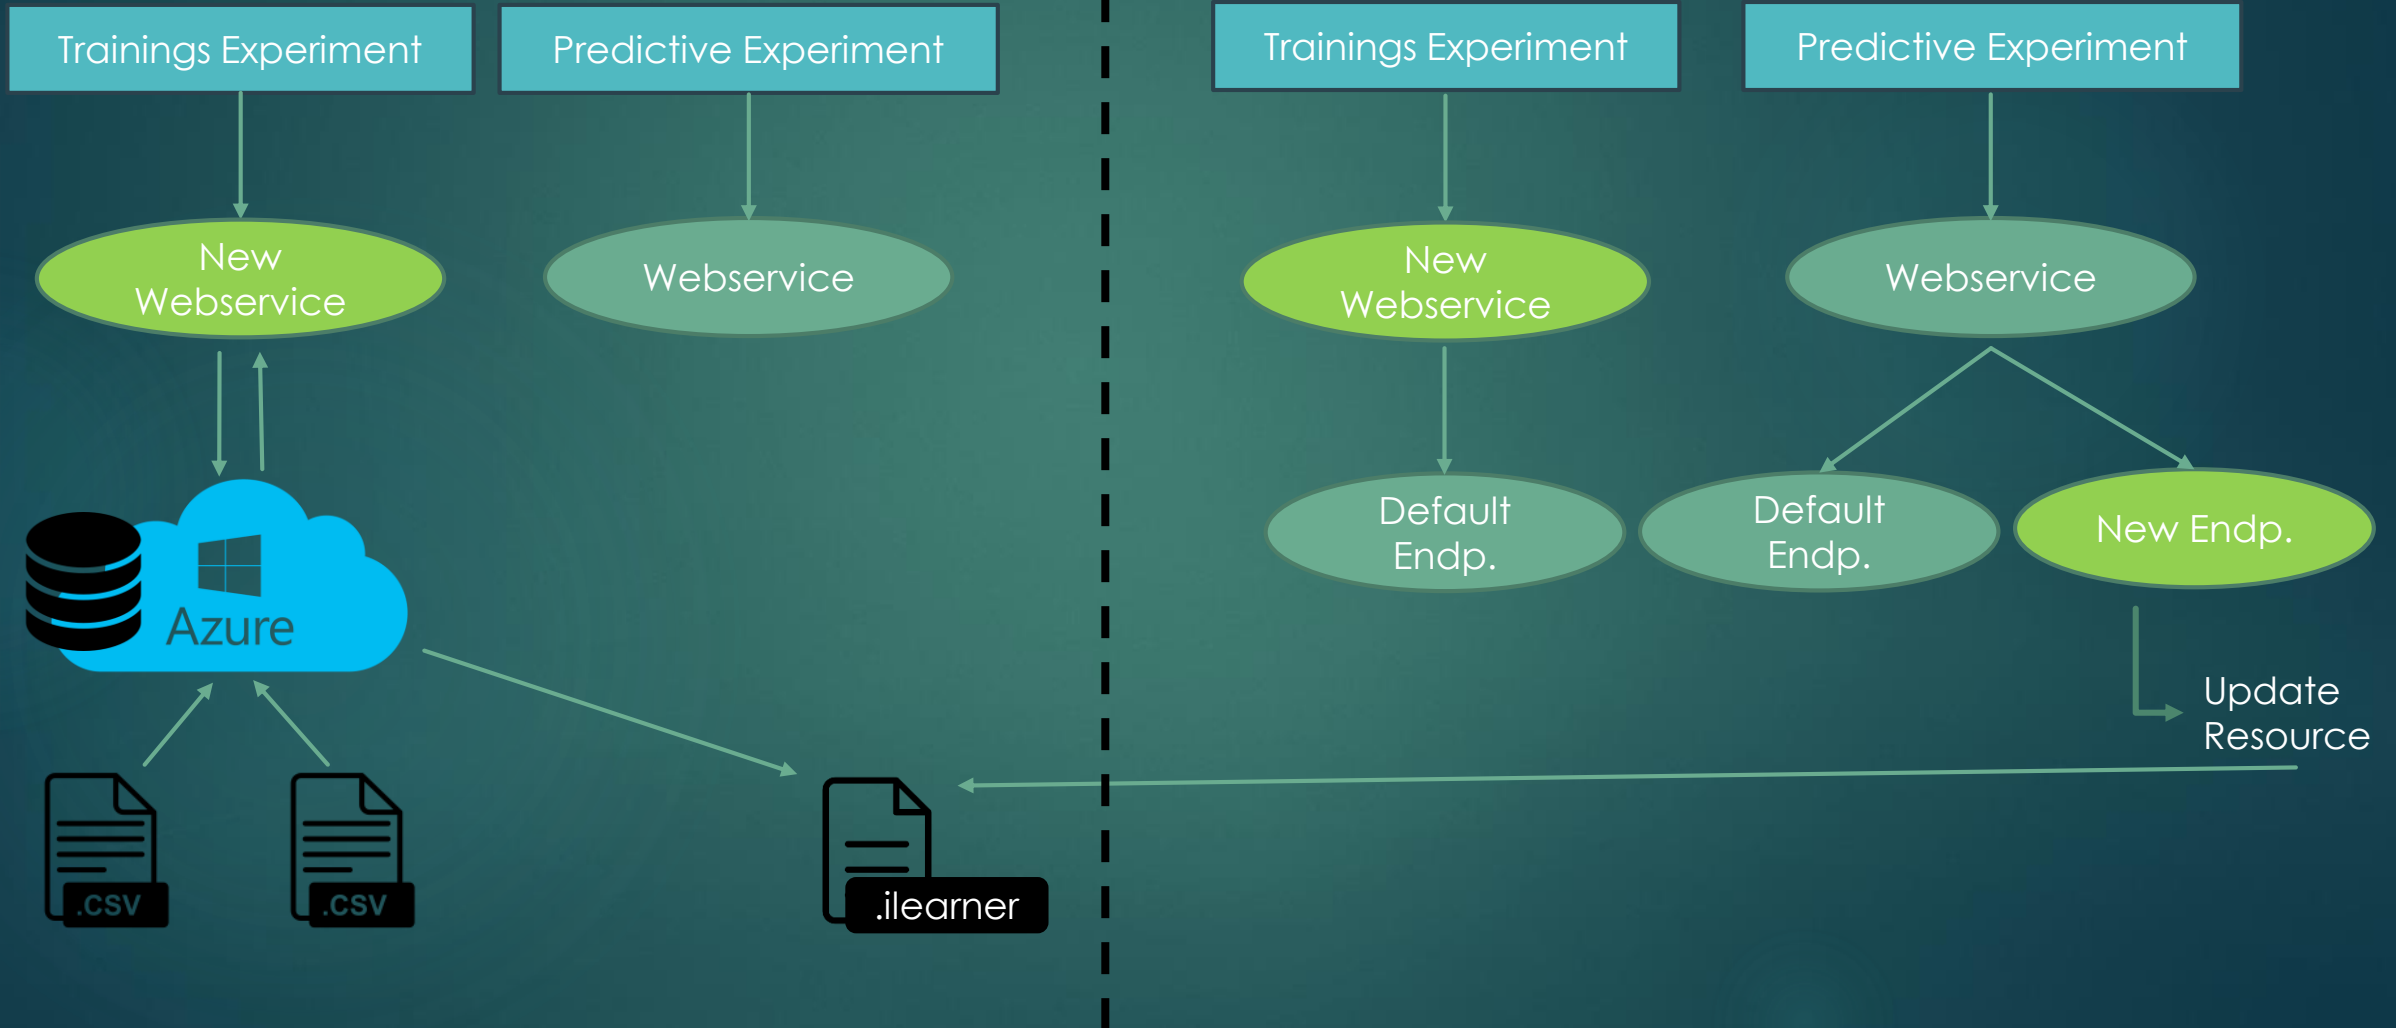 Trainings Experiment
Predictive Experiment
Trainings Experiment
Predictive Experiment
New
Webservice
Webservice
New
Webservice
Webservice
Default
Endp.
Default
Endp.
New Endp.
Azure
Update
Resource
.CSV
.CSV
.ilearner